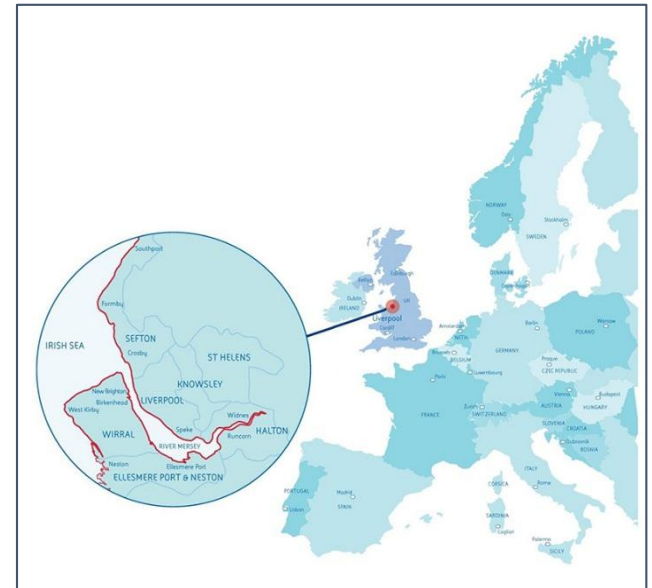 Southport
Formby
IRISH SEA
SEFTON
Crosby
ST HELENS
KNOWSLEY
New Brighton
Birkenhead
LIVERPOOL
West Kirby
Speke
Widnes
WIRRAL
HALTON
RIVER MERSEY
Runcorn
Neston
Ellesmere Port
ELLESMERE PORT & NESTON
NORWAY
Oslo
Stockholm
SWEDEN
Edinburgh
Belfast
DENMARK
Copenhagen
Dublin
IRELAND
UK
Liverpool
Cardiff
London
Amsterdam
NETH
Berlin
Warsaw
POLAND
GERMANY
Brussels
BELGIUM
Prague
CZEC REPUBLIC
Luxembourg
Paris
Vienna
Budapest
FRANCE
Zurich
SWITZERLAND
AUSTRIA
HUNGARY
SLOVENIA
CROATIA
Dubrovnik
BOSNIA
ITALY
CORSICA
Rome
PORTUGAL
Madrid
SPAIN
Lisbon
SARDINIA
Cagliari
Palermo
SICILY